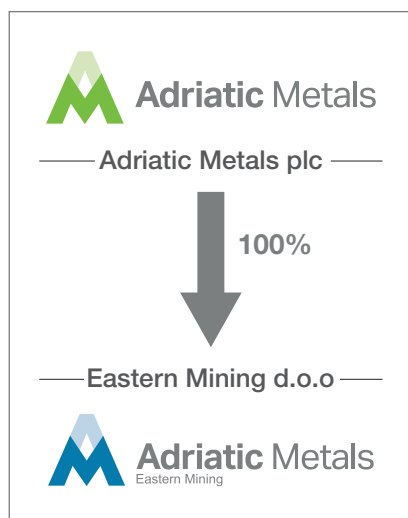 Adriatic Metals
Adriatic Metals plc
100%
Eastern Mining d.o.o
Adriatic Metals
Eastern Mining